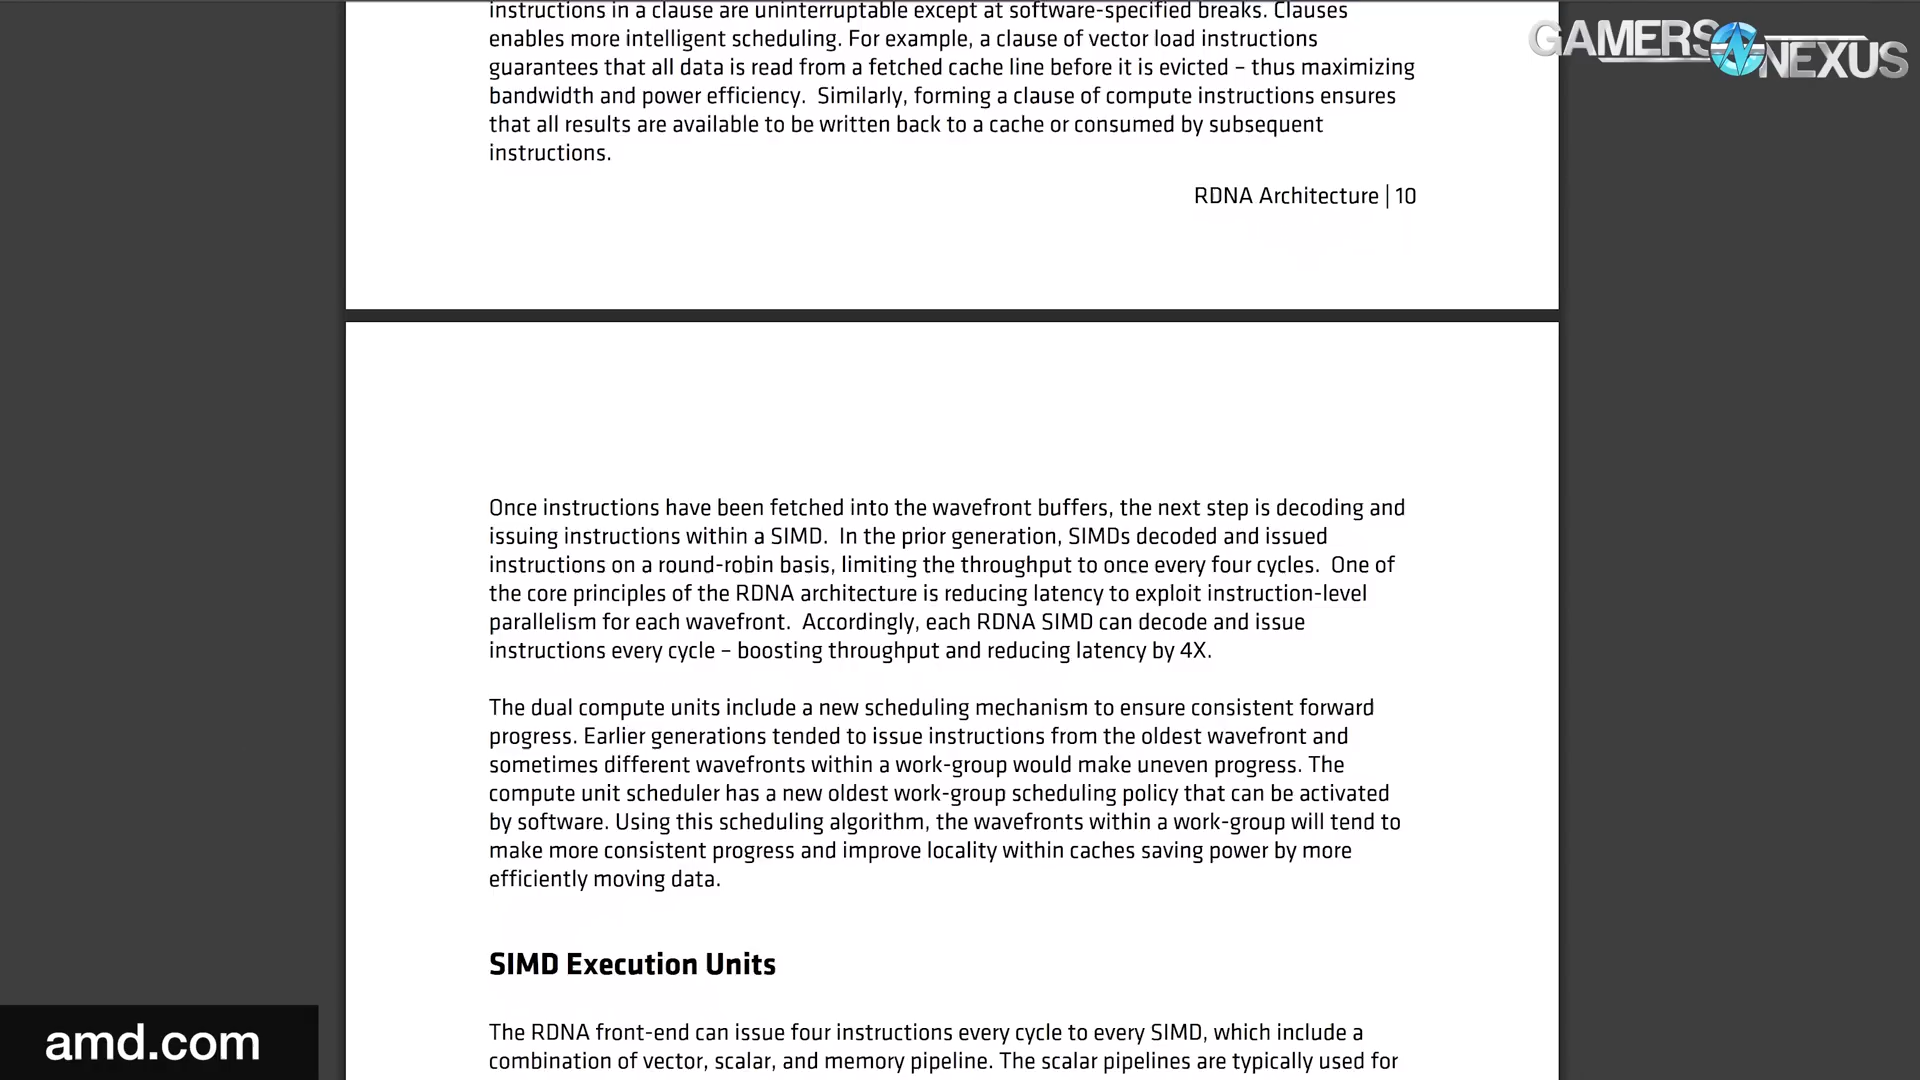 instructions in a clause are uninterruptable except at software-specified breaks. Clauses
enables more intelligent scheduling. For example, a clause of vector load instructions
guarantees that all data is read from a fetched cache line before it is evicted – thus maximizing
bandwidth and power efficiency.  Similarly, forming a clause of compute instructions ensures
that all results are available to be written back to a cache or consumed by subsequent
instructions.
RDNA Architecture | 10
GAMERS NEXUS
Once instructions have been fetched into the wavefront buffers, the next step is decoding and
issuing instructions within a SIMD.  In the prior generation, SIMDs decoded and issued
instructions on a round-robin basis, limiting the throughput to once every four cycles.  One of
the core principles of the RDNA architecture is reducing latency to exploit instruction-level
parallelism for each wavefront.  Accordingly, each RDNA SIMD can decode and issue
instructions every cycle – boosting throughput and reducing latency by 4X.
The dual compute units include a new scheduling mechanism to ensure consistent forward
progress. Earlier generations tended to issue instructions from the oldest wavefront and
sometimes different wavefronts within a work-group would make uneven progress. The
compute unit scheduler has a new oldest work-group scheduling policy that can be activated
by software. Using this scheduling algorithm, the wavefronts within a work-group will tend to
make more consistent progress and improve locality within caches saving power by more
efficiently moving data.
SIMD Execution Units
The RDNA front-end can issue four instructions every cycle to every SIMD, which include a
combination of vector, scalar, and memory pipeline. The scalar pipelines are typically used for
amd.com